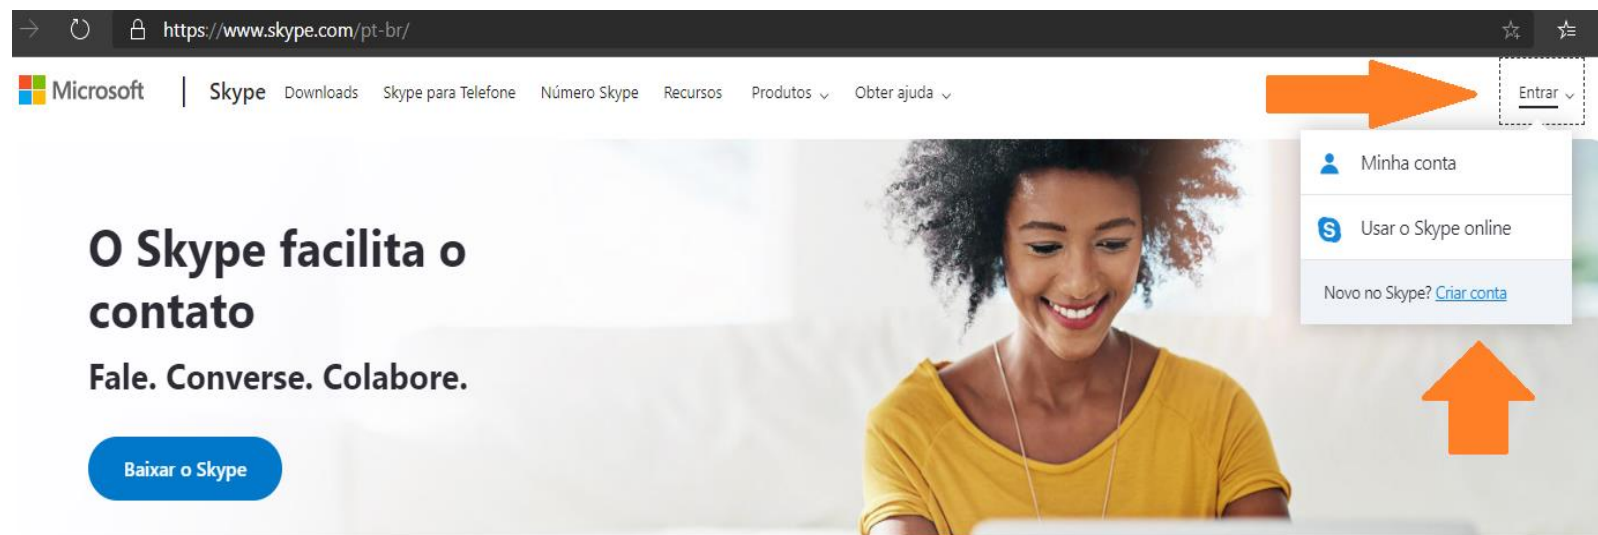 https://www.skype.com/pt-br/
Microsoft | Skype Downloads Skype para Telefone Número Skype Recursos Produtos Obter ajuda Entrar
Minha conta
Usar o Skype online
Novo no Skype? Criar conta
O Skype facilita o
contato
Fale. Converse. Colabore.
Baixar o Skype